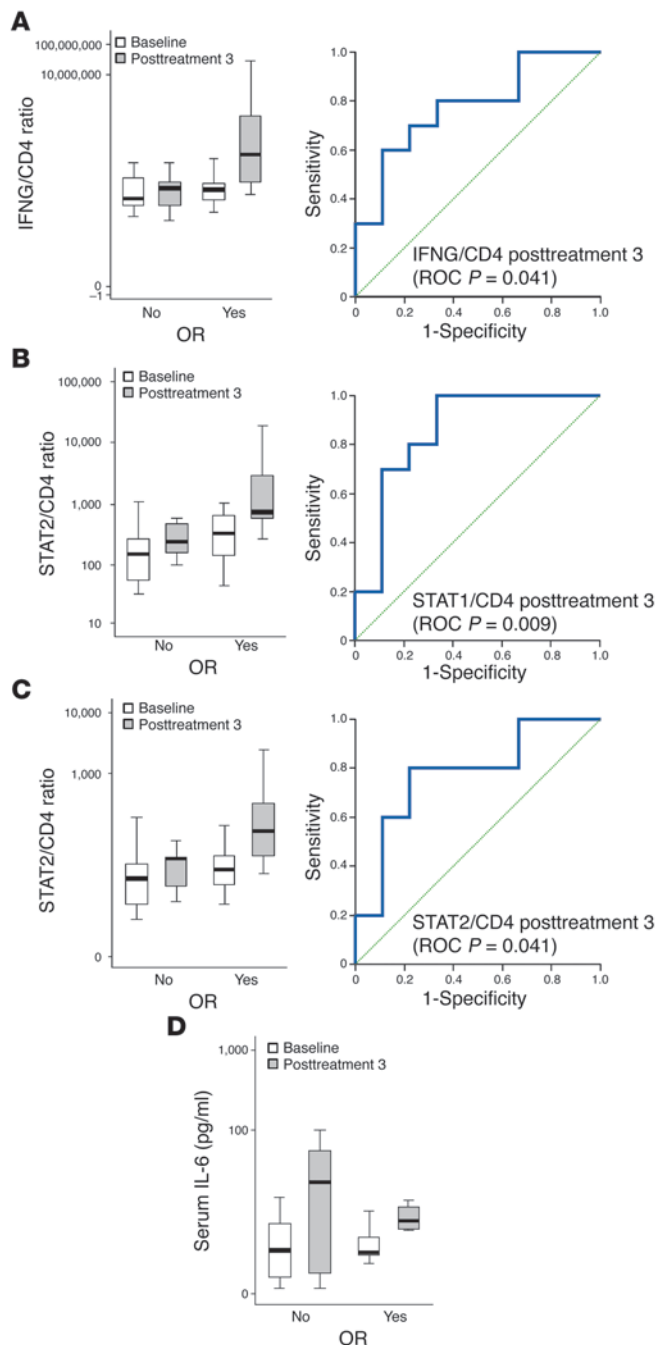 A
Baseline
Posttreatment 3
100,000,000
10,000,000
0
–1
IFNG/CD4 ratio
No
Yes
OR
1.0
0.8
0.6
0.4
0.2
0
Sensitivity
IFNG/CD4 posttreatment 3
(ROC P = 0.041)
0
0.2
0.4
0.6
0.8
1.0
1-Specificity
B
Baseline
Posttreatment 3
100,000
10,000
1,000
100
10
STAT2/CD4 ratio
No
Yes
OR
1.0
0.8
0.6
0.4
0.2
0
Sensitivity
STAT1/CD4 posttreatment 3
(ROC P = 0.009)
0
0.2
0.4
0.6
0.8
1.0
1-Specificity
C
Baseline
Posttreatment 3
10,000
1,000
0
STAT2/CD4 ratio
No
Yes
OR
1.0
0.8
0.6
0.4
0.2
0
Sensitivity
STAT2/CD4 posttreatment 3
(ROC P = 0.041)
0
0.2
0.4
0.6
0.8
1.0
1-Specificity
D
Baseline
Posttreatment 3
1,000
100
0
Serum IL-6 (pg/ml)
No
Yes
OR